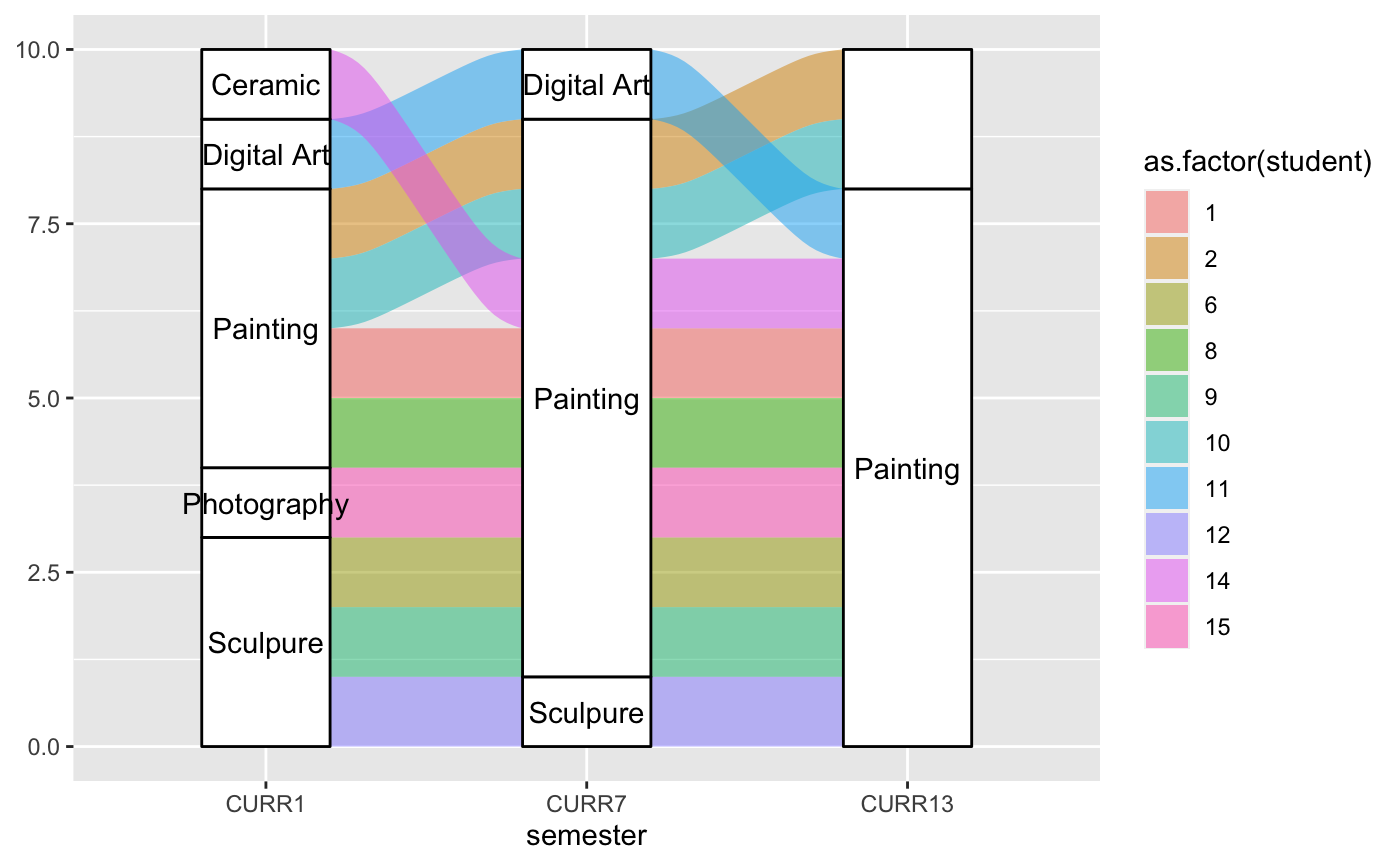 10.0
7.5
5.0
2.5
0.0
Ceramic
Digital Art
Painting
Photography
Sculpure
Digital Art
Painting
Sculpure
Painting
CURR1 CURR7 CURR13
semester
as.factor(student)
1
2
6
8
9
10
11
12
14
15